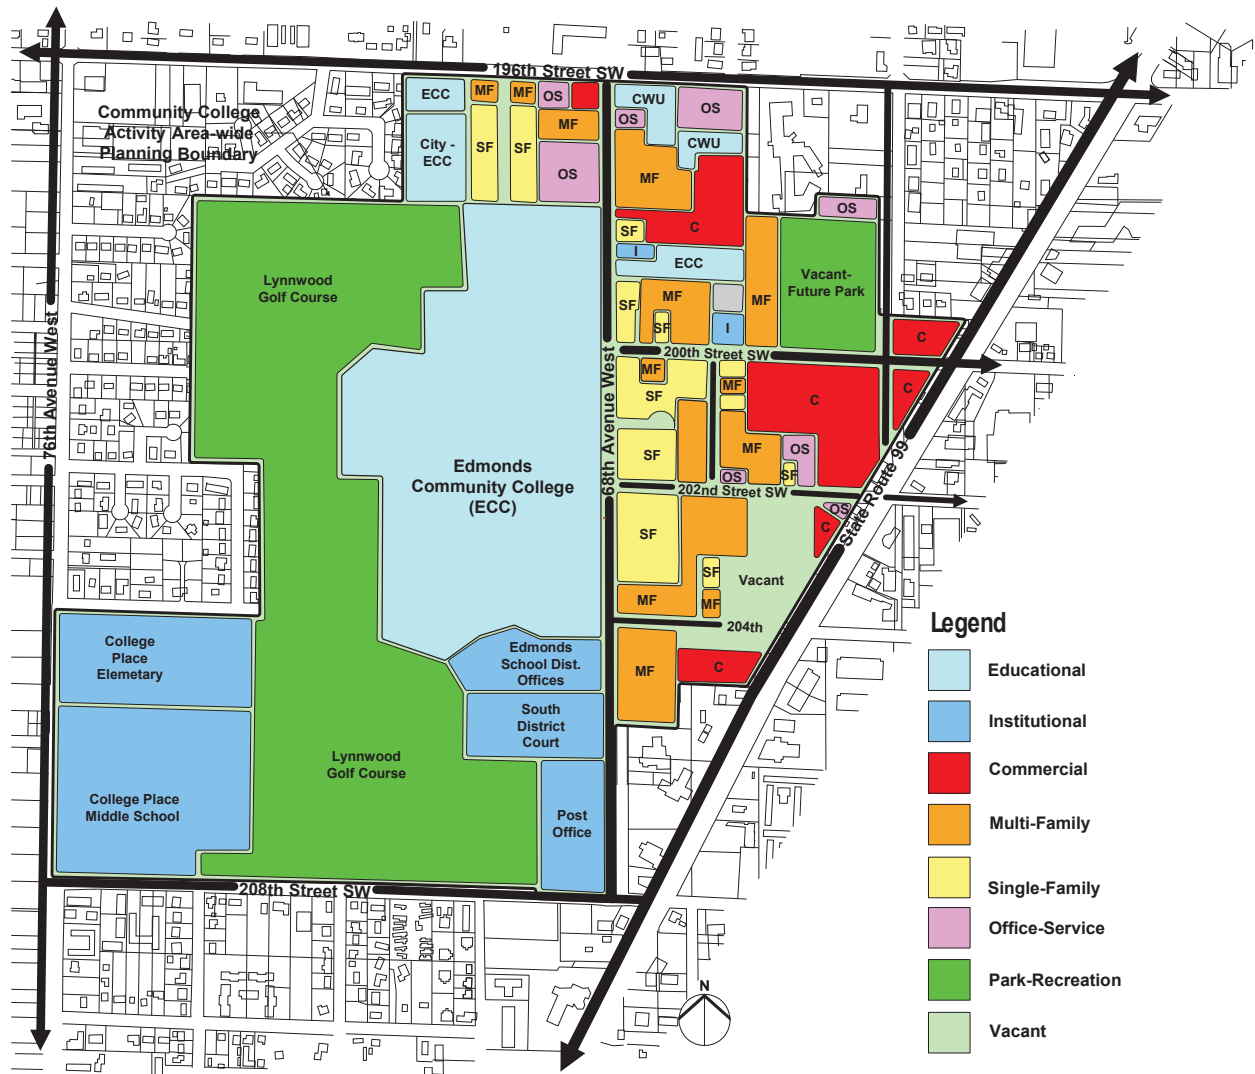 196th Street SW
Community College
Activity Area-wide
Planning Boundary
ECC
MF
MF
OS
MF
City -
ECC
SF
SF
OS
CWU
OS
OS
CWU
MF
C
SF
I
ECC
OS
Vacant-
Future Park
MF
SF
MF
SF
I
C
Lynnwood
Golf Course
200th Street SW
76th Avenue West
68th Avenue West
MF
SF
MF
C
C
SF
MF
OS
SF
OS
202nd Street SW
State Route 99
Edmonds
Community College
(ECC)
SF
OS
C
SF
Vacant
MF
MF
204th
MF
C
College
Place
Elemetary
Edmonds
School Dist.
Offices
South
District
Court
Lynnwood
Golf Course
College Place
Middle School
Post
Office
208th Street SW
N
Legend
Educational
Institutional
Commercial
Multi-Family
Single-Family
Office-Service
Park-Recreation
Vacant